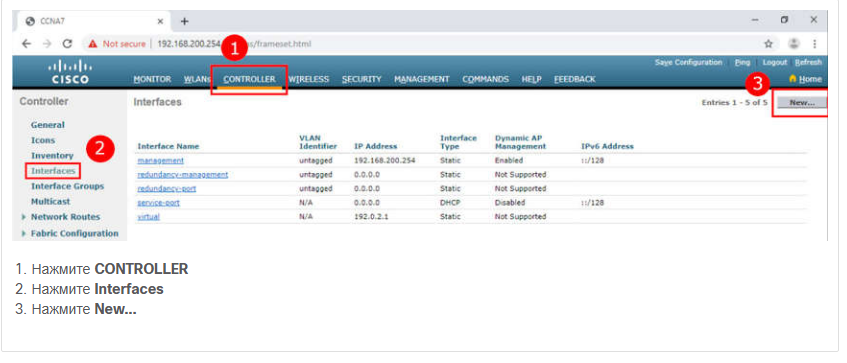 CCNA7
Not secure 192.168.200.254 /frameset.html
1
CISCO
MONITOR WLANs CONTROLLER WIRELESS SECURITY MANAGEMENT COMMANDS HELP FEEDBACK
Save Configuration Ping Logout Refresh
Home
3
Controller
Interfaces
Entries 1 - 5 of 5 New...
General
Icons
Inventory
2
Interfaces
Interface Groups
Multicast
Network Routes
Fabric Configuration
Interface Name VLAN Identifier IP Address Interface Type Dynamic AP Management IPv6 Address
management untagged 192.168.200.254 Static Enabled ::/128
redundancy-management untagged 0.0.0.0 Static Not Supported
redundancy-port untagged 0.0.0.0 Static Not Supported
service-port N/A 0.0.0.0 DHCP Disabled ::/128
virtual N/A 192.0.2.1 Static Not Supported
1. Нажмите CONTROLLER
2. Нажмите Interfaces
3. Нажмите New...